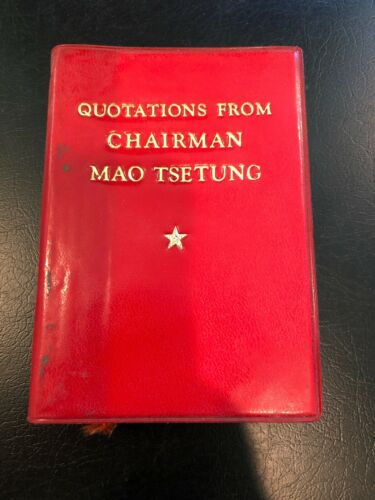 QUOTATIONS FROM
CHAIRMAN
MAO TSETUNG